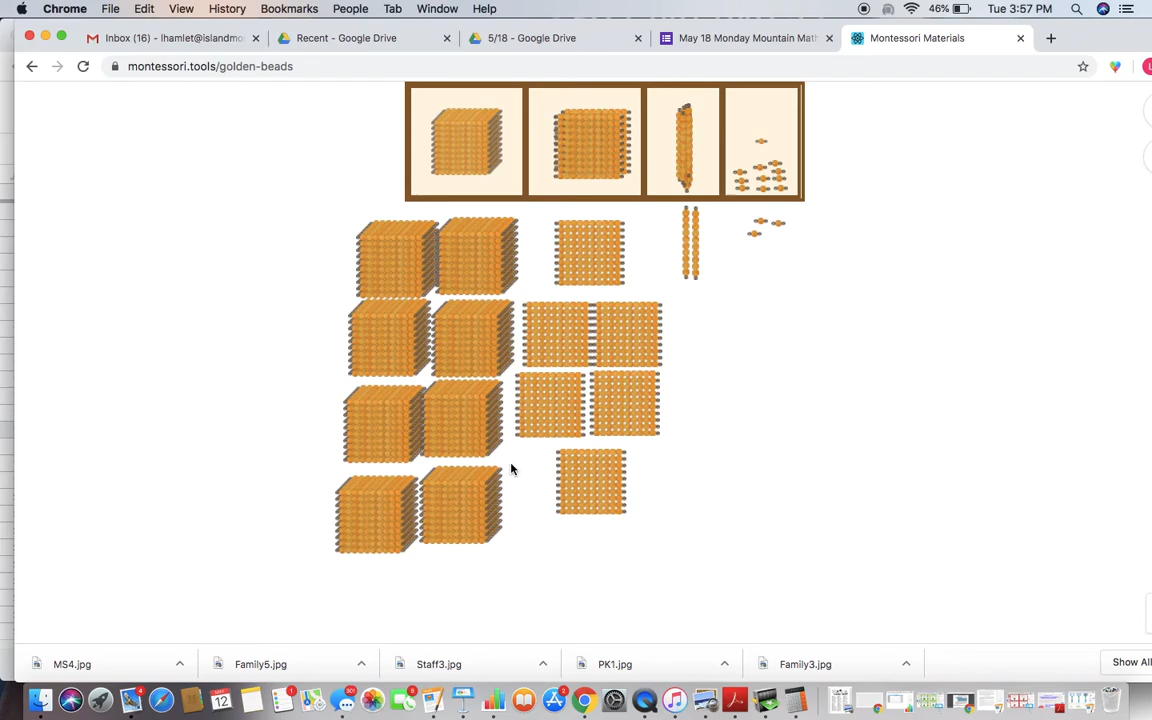 Chrome File Edit View History Bookmarks People Tab Window Help 46% Tue 3:57 PM
Inbox (16) - lhamlet@islandmo
Recent - Google Drive
5/18 - Google Drive
May 18 Monday Mountain Mat
Montessori Materials
montessori.tools/golden-beads
MS4.jpg
Family5.jpg
Staff3.jpg
PK1.jpg
Family3.jpg
Show All